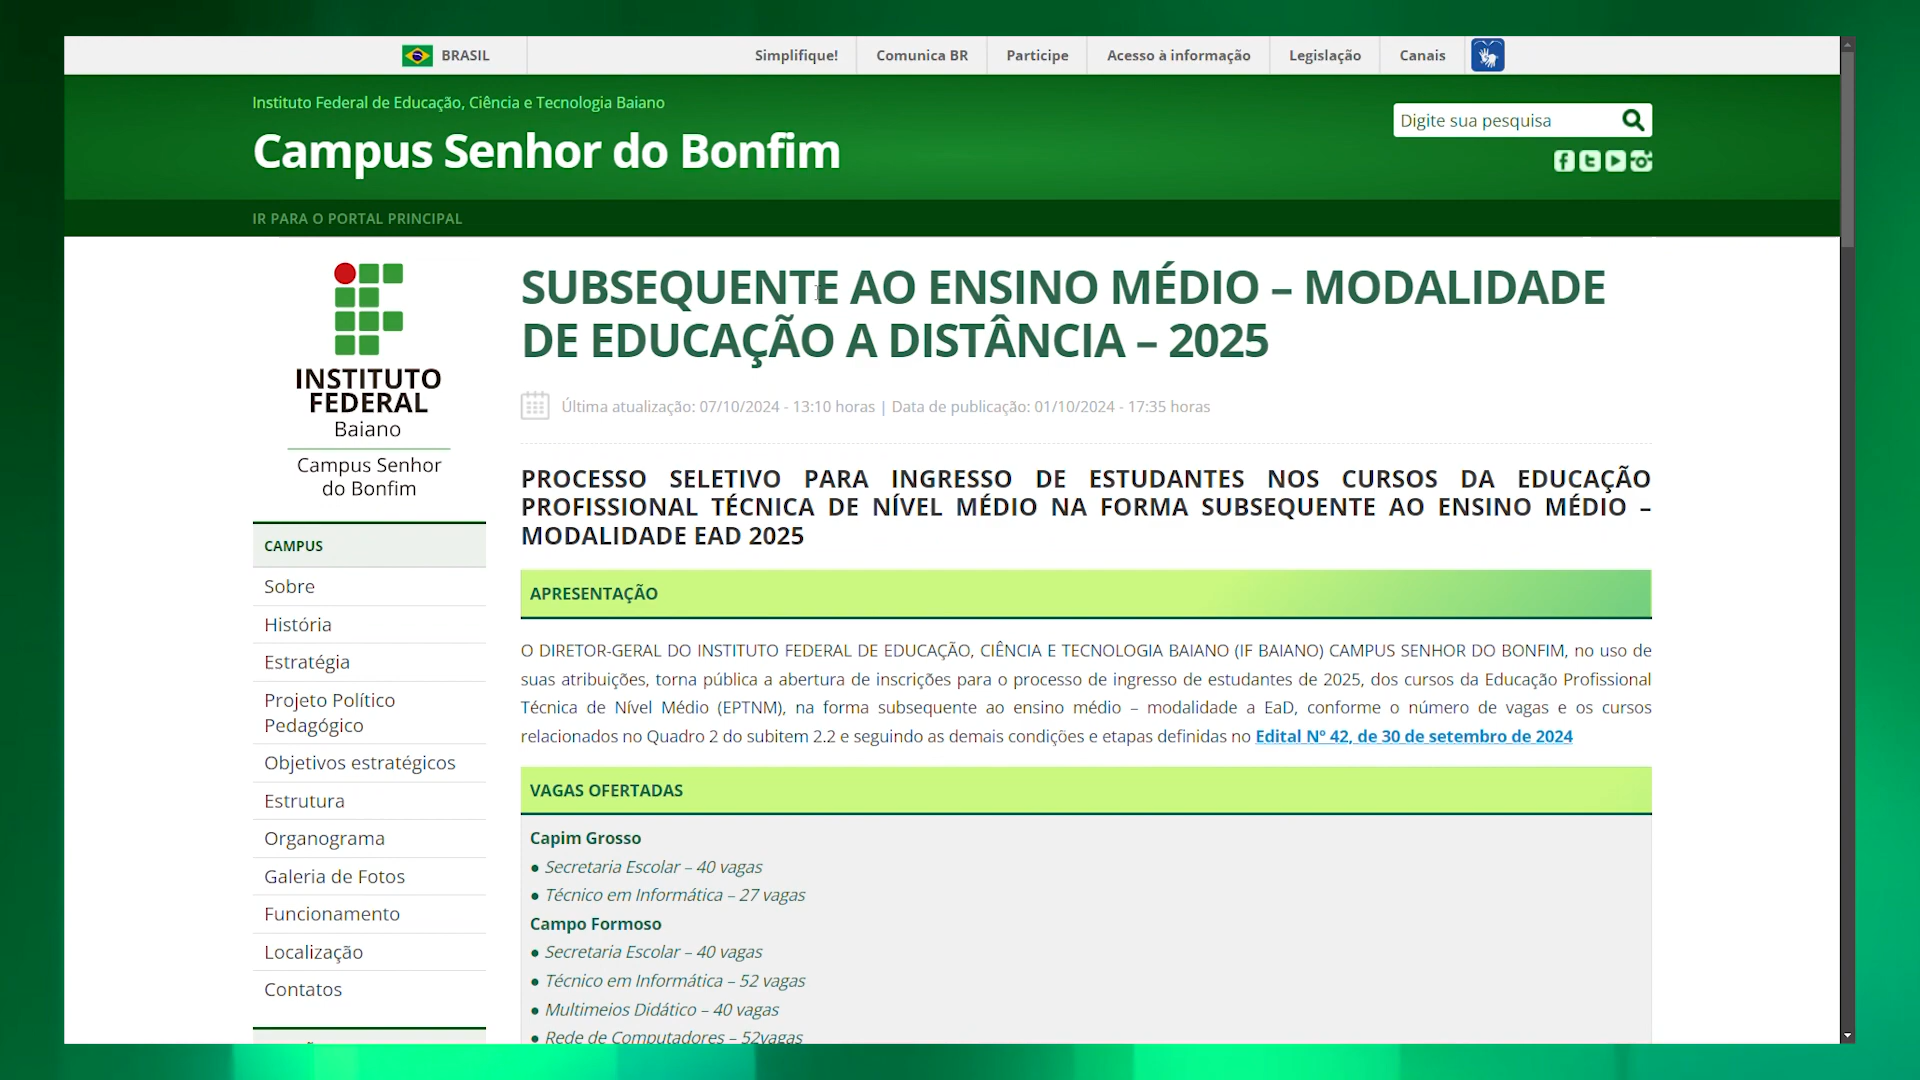 BRASIL
Simplifique!
Comunica BR
Participe
Acesso à informação
Legislação
Canais
Instituto Federal de Educação, Ciência e Tecnologia Baiano
Campus Senhor do Bonfim
Digite sua pesquisa
IR PARA O PORTAL PRINCIPAL
INSTITUTO
FEDERAL
Baiano
Campus Senhor
do Bonfim
CAMPUS
Sobre
História
Estratégia
Projeto Político
Pedagógico
Objetivos estratégicos
Estrutura
Organograma
Galeria de Fotos
Funcionamento
Localização
Contatos
SUBSEQUENTE AO ENSINO MÉDIO – MODALIDADE
DE EDUCAÇÃO A DISTÂNCIA – 2025
Última atualização: 07/10/2024 - 13:10 horas | Data de publicação: 01/10/2024 - 17:35 horas
PROCESSO SELETIVO PARA INGRESSO DE ESTUDANTES NOS CURSOS DA EDUCAÇÃO
PROFISSIONAL TÉCNICA DE NÍVEL MÉDIO NA FORMA SUBSEQUENTE AO ENSINO MÉDIO –
MODALIDADE EAD 2025
APRESENTAÇÃO
O DIRETOR-GERAL DO INSTITUTO FEDERAL DE EDUCAÇÃO, CIÊNCIA E TECNOLOGIA BAIANO (IF BAIANO) CAMPUS SENHOR DO BONFIM, no uso de
suas atribuições, torna pública a abertura de inscrições para o processo de ingresso de estudantes de 2025, dos cursos da Educação Profissional
Técnica de Nível Médio (EPTNM), na forma subsequente ao ensino médio – modalidade a EaD, conforme o número de vagas e os cursos
relacionados no Quadro 2 do subitem 2.2 e seguindo as demais condições e etapas definidas no Edital Nº 42, de 30 de setembro de 2024
VAGAS OFERTADAS
Capim Grosso
● Secretaria Escolar – 40 vagas
● Técnico em Informática – 27 vagas
Campo Formoso
● Secretaria Escolar – 40 vagas
● Técnico em Informática – 52 vagas
● Multimeios Didático – 40 vagas
● Rede de Computadores – 52vagas